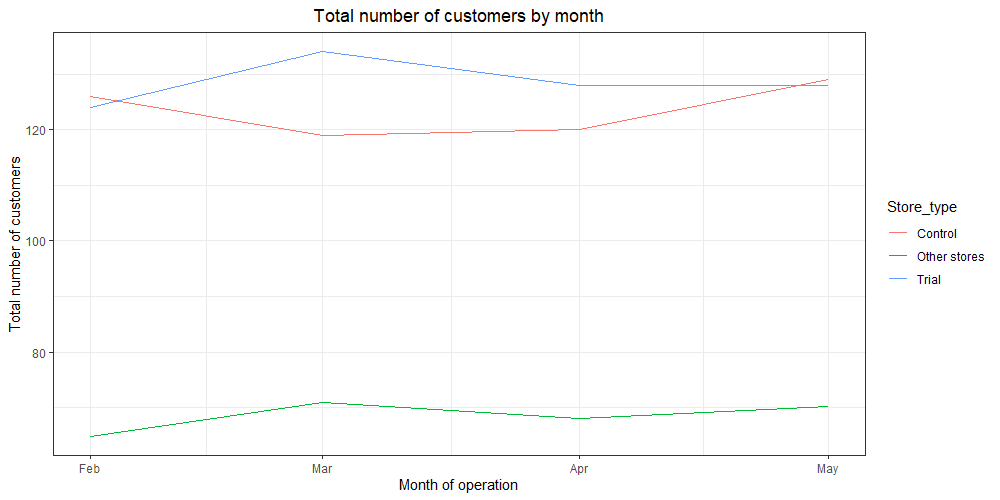 Total number of customers by month
Total number of customers
120
100
80
Feb
Mar
Apr
May
Month of operation
Store_type
Control
Other stores
Trial